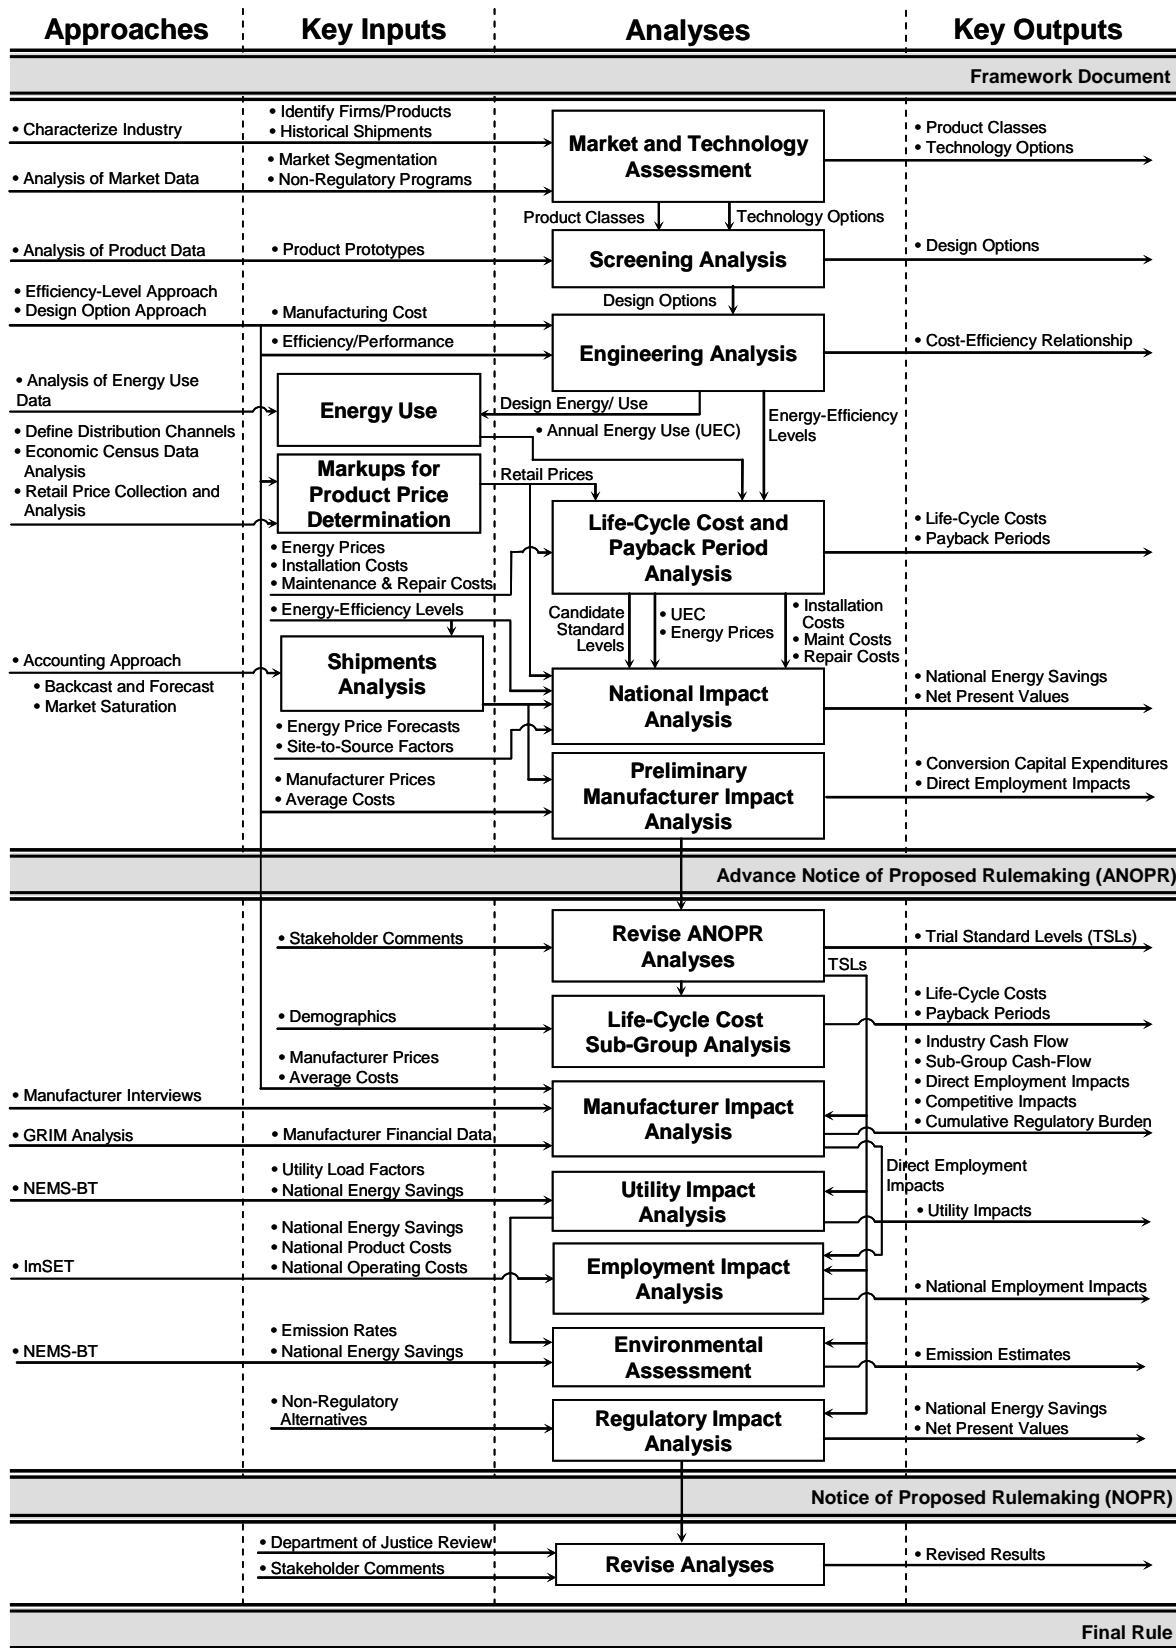 Approaches
Key Inputs
Analyses
Key Outputs
Framework Document
• Characterize Industry
• Analysis of Market Data
• Identify Firms/Products
• Historical Shipments
• Market Segmentation
• Non-Regulatory Programs
Market and Technology
Assessment
• Product Classes
• Technology Options
Product Classes
Technology Options
• Analysis of Product Data
• Product Prototypes
Screening Analysis
• Design Options
Design Options
• Efficiency-Level Approach
• Design Option Approach
• Manufacturing Cost
• Efficiency/Performance
Engineering Analysis
• Cost-Efficiency Relationship
• Analysis of Energy Use
Data
Energy Use
Design Energy/ Use
• Annual Energy Use (UEC)
Energy-Efficiency
Levels
• Define Distribution Channels
• Economic Census Data
Analysis
• Retail Price Collection and
Analysis
Markups for
Product Price
Determination
Retail Prices
• Energy Prices
• Installation Costs
• Maintenance & Repair Costs
Life-Cycle Cost and
Payback Period
Analysis
• Life-Cycle Costs
• Payback Periods
• Energy-Efficiency Levels
Candidate
Standard
Levels
• UEC
• Energy Prices
• Installation
Costs
• Maint Costs
• Repair Costs
• Accounting Approach
• Backcast and Forecast
• Market Saturation
Shipments
Analysis
• Energy Price Forecasts
• Site-to-Source Factors
National Impact
Analysis
• National Energy Savings
• Net Present Values
• Manufacturer Prices
• Average Costs
Preliminary
Manufacturer Impact
Analysis
• Conversion Capital Expenditures
• Direct Employment Impacts
Advance Notice of Proposed Rulemaking (ANOPR)
• Stakeholder Comments
Revise ANOPR
Analyses
• Trial Standard Levels (TSLs)
TSLs
• Demographics
Life-Cycle Cost
Sub-Group Analysis
• Life-Cycle Costs
• Payback Periods
• Manufacturer Interviews
• GRIM Analysis
• Manufacturer Prices
• Average Costs
• Manufacturer Financial Data
Manufacturer Impact
Analysis
• Industry Cash Flow
• Sub-Group Cash-Flow
• Direct Employment Impacts
• Competitive Impacts
• Cumulative Regulatory Burden
Direct Employment
Impacts
• NEMS-BT
• Utility Load Factors
• National Energy Savings
Utility Impact
Analysis
• Utility Impacts
• ImSET
• National Energy Savings
• National Product Costs
• National Operating Costs
Employment Impact
Analysis
• National Employment Impacts
• NEMS-BT
• Emission Rates
• National Energy Savings
Environmental
Assessment
• Emission Estimates
• Non-Regulatory
Alternatives
Regulatory Impact
Analysis
• National Energy Savings
• Net Present Values
Notice of Proposed Rulemaking (NOPR)
• Department of Justice Review
• Stakeholder Comments
Revise Analyses
• Revised Results
Final Rule